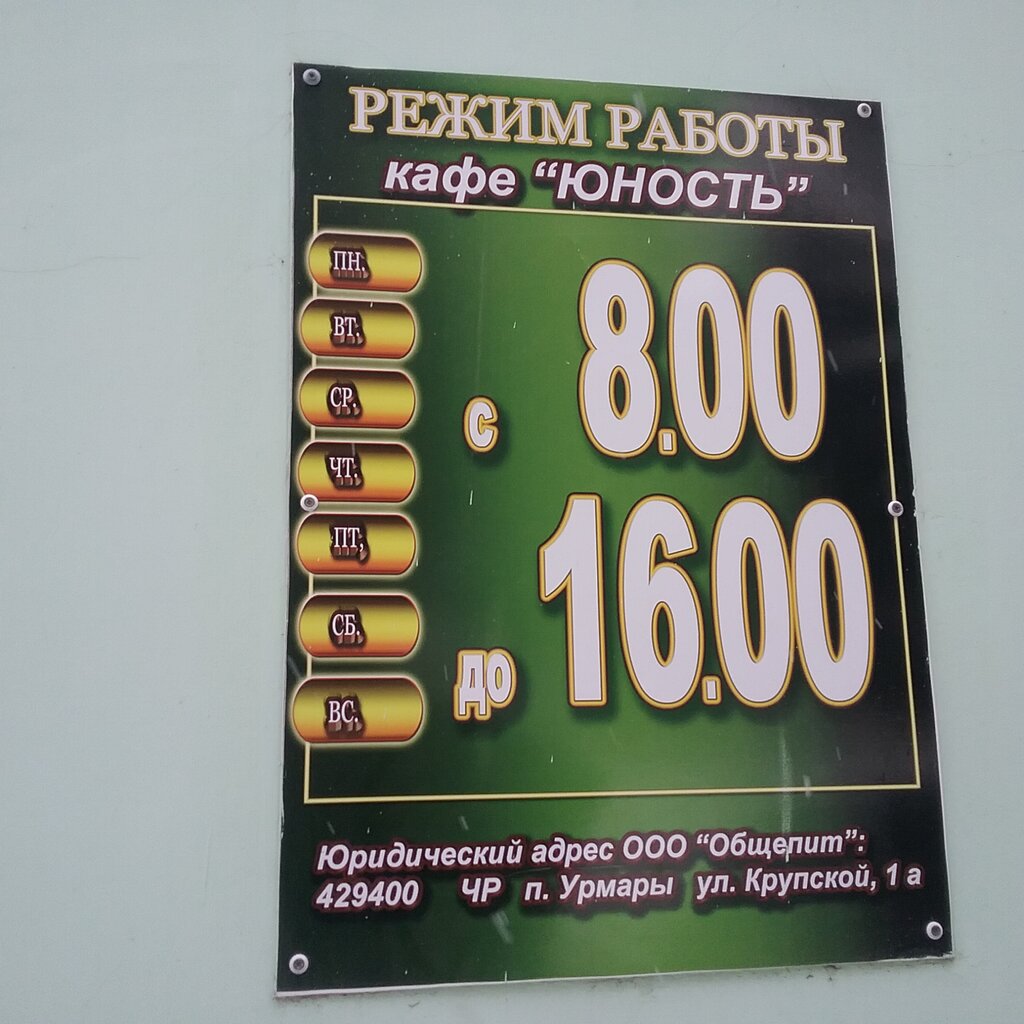 РЕЖИМ РАБОТЫ
кафе “ЮНОСТЬ”
ПН.
ВТ.
СР.
ЧТ.
ПТ,
СБ.
ВС.
с 8.00
до 16.00
Юридический адрес ООО “Общепит”:
429400 ЧР п. Урмары ул. Крупской, 1 а